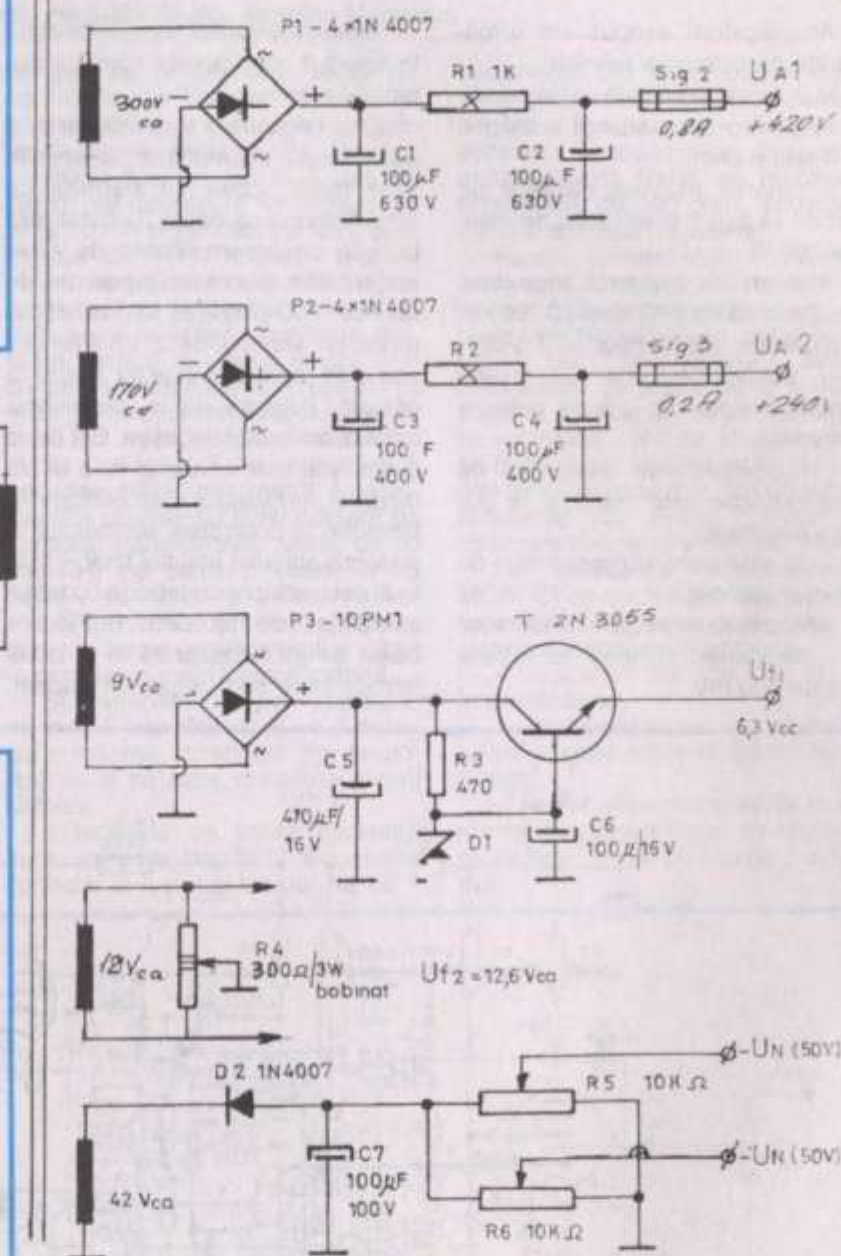 P1-4×1N 4007
300V
ca
-
~
+
~
R1 1K
Sig 2
0,8A
UA1
+420V
C1
100µF
630V
C2
100µF
630V
P2-4×1N 4007
170V
ca
-
~
+
~
R2
Sig 3
0,2A
UA2
+240V
C3
100 F
400V
C4
100µF
400V
P3-10PM1
9Vca
-
~
+
~
T 2N 3055
Uf1
6,3 Vcc
C5
470µF/
16V
R3
470
D1
C6
100µ/16V
12Vca
R4
300Ω/3W
bobinat
Uf2 = 12,6 Vca
D2 1N4007
42 Vca
C7
100µF
100V
R5 10KΩ
-UN (50V)
-UN (50V)
R6 10KΩ